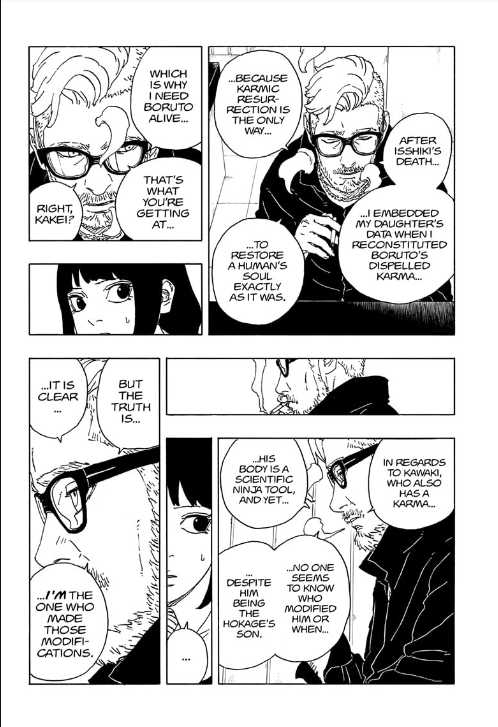 AFTER
ISSHIKI'S
DEATH...
...I EMBEDDED
MY DAUGHTER'S
DATA WHEN I
RECONSTITUTED
BORUTO'S
DISPELLED
KARMA...
...BECAUSE
KARMIC
RESUR-
RECTION IS
THE ONLY
WAY...
...TO
RESTORE
A HUMAN'S
SOUL
EXACTLY
AS IT WAS.
WHICH
IS WHY
I NEED
BORUTO
ALIVE...
THAT'S
WHAT
YOU'RE
GETTING
AT...
RIGHT,
KAKEI?
IN REGARDS
TO KAWAKI,
WHO ALSO
HAS A
KARMA...
...HIS
BODY IS A
SCIENTIFIC
NINJA TOOL,
AND YET...
...NO ONE
SEEMS
TO KNOW
WHO
MODIFIED
HIM OR
WHEN...
...
DESPITE
HIM
BEING
THE
HOKAGE'S
SON.
...
BUT
THE
TRUTH
IS...
...IT IS
CLEAR
...
...I'M THE
ONE WHO
MADE
THOSE
MODIFI-
CATIONS.